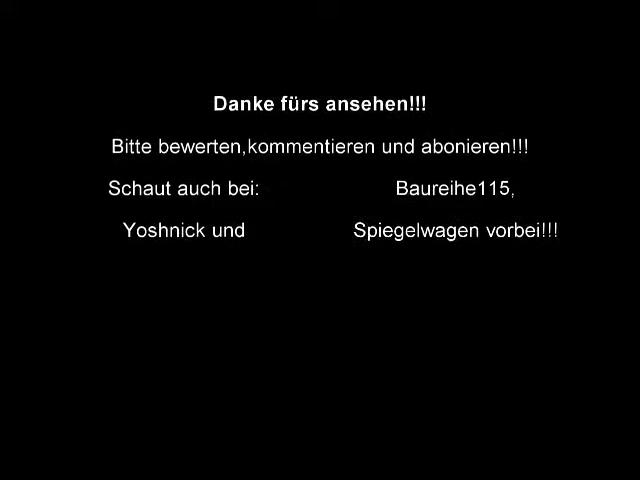 Danke fürs ansehen!!!
Bitte bewerten,kommentieren und abonieren!!!
Schaut auch bei: Baureihe115,
Yoshnick und Spiegelwagen vorbei!!!